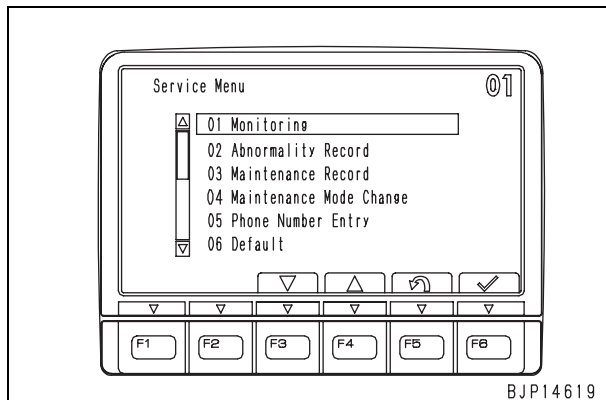 Service Menu 01
01 Monitoring
02 Abnormality Record
03 Maintenance Record
04 Maintenance Mode Change
05 Phone Number Entry
06 Default
F1 F2 F3 F4 F5 F6
BJP14619